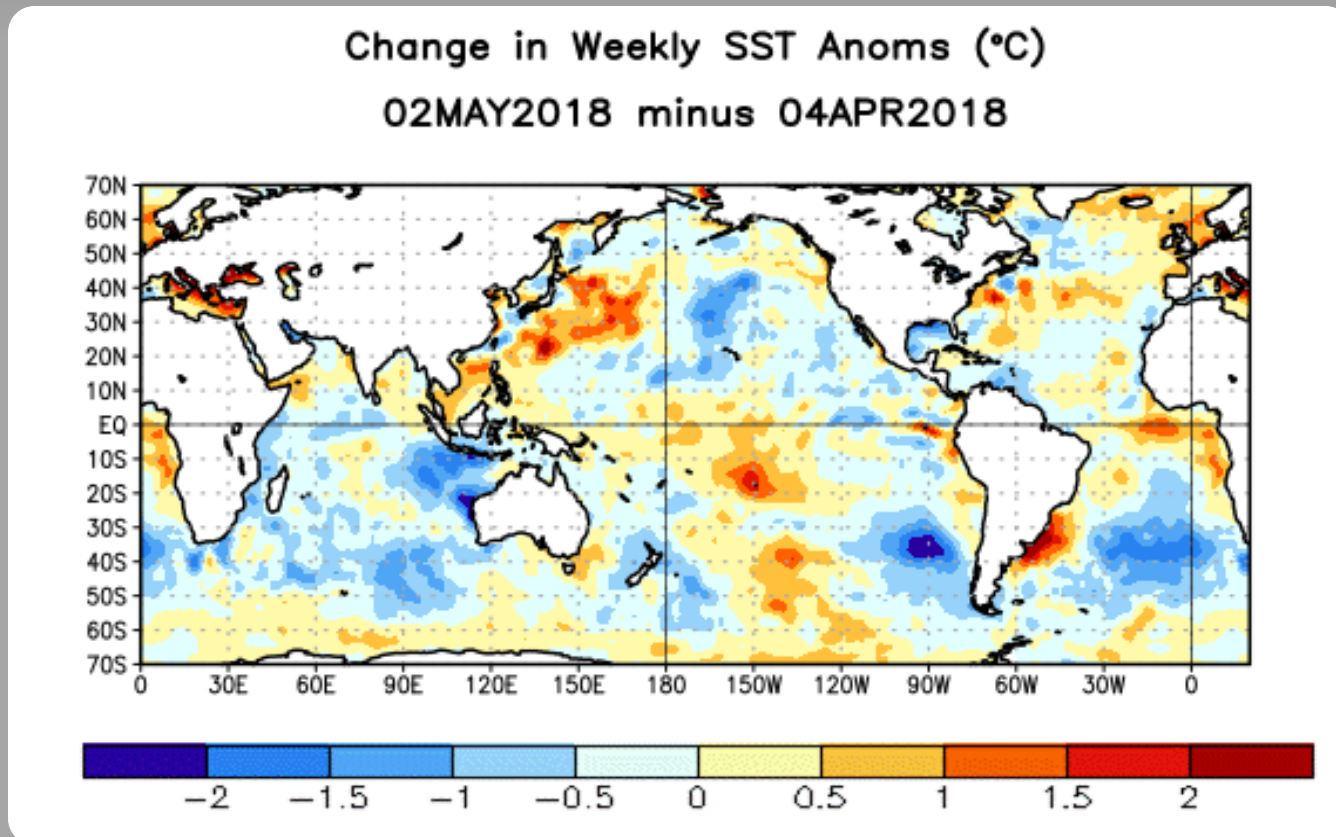 Change in Weekly SST Anoms (°C)
02MAY2018 minus 04APR2018
70N
60N
50N
40N
30N
20N
10N
EQ
10S
20S
30S
40S
50S
60S
70S
0 30E 60E 90E 120E 150E 180 150W 120W 90W 60W 30W 0
−2 −1.5 −1 −0.5 0 0.5 1 1.5 2